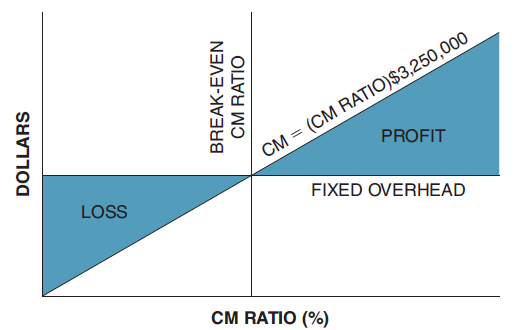 DOLLARS
BREAK-EVEN
CM RATIO
CM = (CM RATIO)$3,250,000
PROFIT
FIXED OVERHEAD
LOSS
CM RATIO (%)